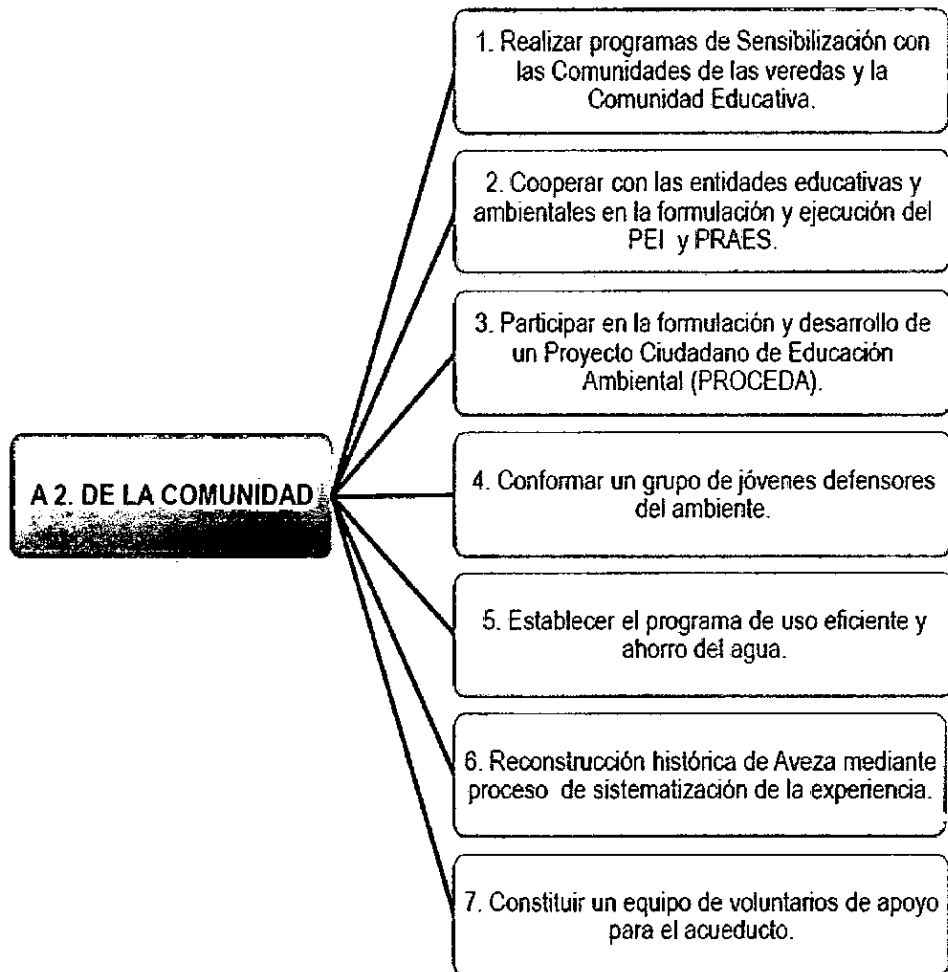 1. Realizar programas de Sensibilización con
las Comunidades de las veredas y la
Comunidad Educativa.
2. Cooperar con las entidades educativas y
ambientales en la formulación y ejecución del
PEI y PRAES.
3. Participar en la formulación y desarrollo de
un Proyecto Ciudadano de Educación
Ambiental (PROCEDA).
A 2. DE LA COMUNIDAD
4. Conformar un grupo de jóvenes defensores
del ambiente.
5. Establecer el programa de uso eficiente y
ahorro del agua.
6. Reconstrucción histórica de Aveza mediante
proceso de sistematización de la experiencia.
7. Constituir un equipo de voluntarios de apoyo
para el acueducto.